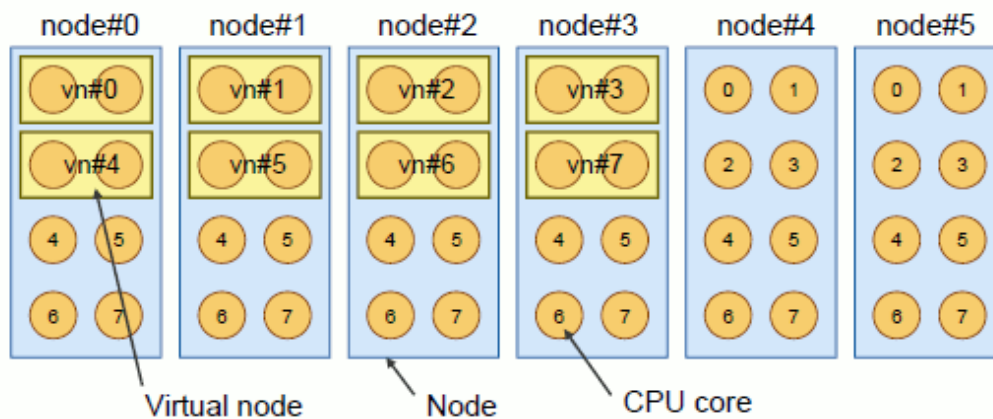 node#0 node#1 node#2 node#3 node#4 node#5
vn#0 vn#1 vn#2 vn#3 0 1 0 1
vn#4 vn#5 vn#6 vn#7 2 3 2 3
4 5 4 5 4 5 4 5 4 5 4 5
6 7 6 7 6 7 6 7 6 7 6 7
Virtual node Node CPU core